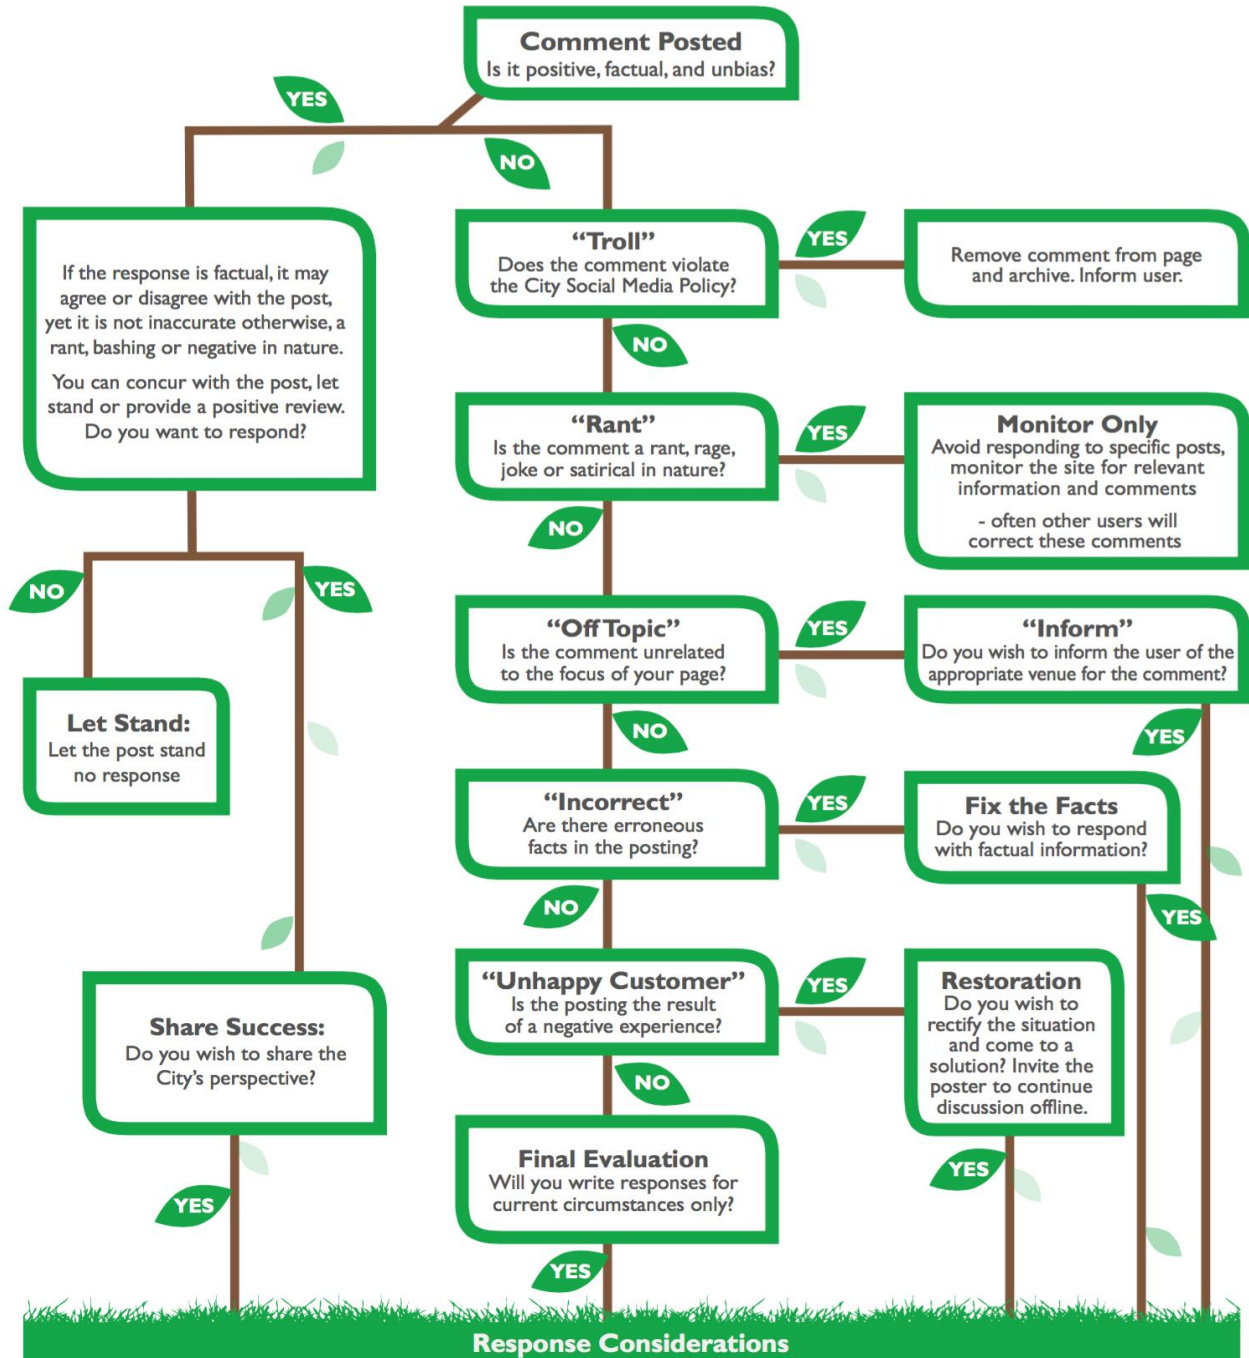 Comment Posted
Is it positive, factual, and unbias?
YES
NO
If the response is factual, it may
agree or disagree with the post,
yet it is not inaccurate otherwise, a
rant, bashing or negative in nature.
You can concur with the post, let
stand or provide a positive review.
Do you want to respond?
NO
YES
Let Stand:
Let the post stand
no response
Share Success:
Do you wish to share the
City's perspective?
YES
“Troll”
Does the comment violate
the City Social Media Policy?
YES
Remove comment from page
and archive. Inform user.
NO
“Rant”
Is the comment a rant, rage,
joke or satirical in nature?
YES
Monitor Only
Avoid responding to specific posts,
monitor the site for relevant
information and comments
- often other users will
correct these comments
NO
“Off Topic”
Is the comment unrelated
to the focus of your page?
YES
“Inform”
Do you wish to inform the user of the
appropriate venue for the comment?
NO
YES
“Incorrect”
Are there erroneous
facts in the posting?
YES
Fix the Facts
Do you wish to respond
with factual information?
NO
YES
“Unhappy Customer”
Is the posting the result
of a negative experience?
YES
Restoration
Do you wish to
rectify the situation
and come to a
solution? Invite the
poster to continue
discussion offline.
NO
YES
Final Evaluation
Will you write responses for
current circumstances only?
YES
Response Considerations